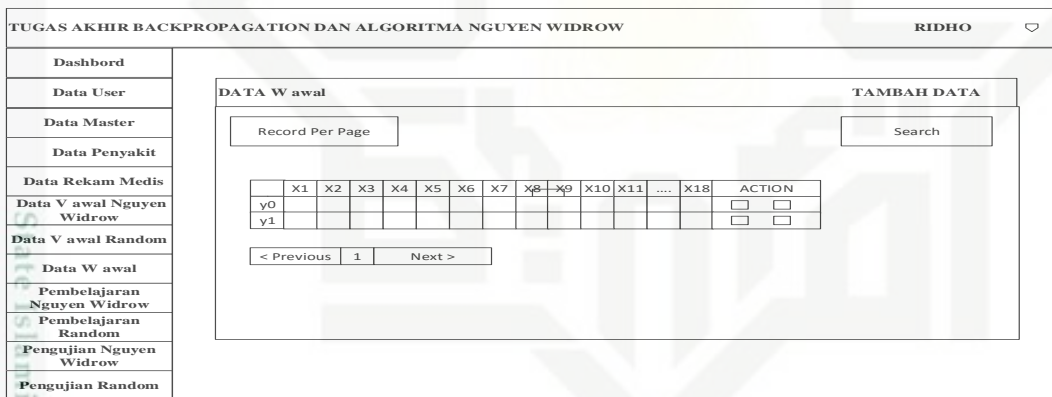 TUGAS AKHIR BACKPROPAGATION DAN ALGORITMA NGUYEN WIDROW RIDHO
Dashbord
Data User
Data Master
Data Penyakit
Data Rekam Medis
Data V awal Nguyen
Widrow
Data V awal Random
Data W awal
Pembelajaran
Nguyen Widrow
Pembelajaran
Random
Pengujian Nguyen
Widrow
Pengujian Random
DATA W awal TAMBAH DATA
Record Per Page Search
X1 X2 X3 X4 X5 X6 X7 X8 X9 X10 X11 .... X18 ACTION
y0
y1
< Previous 1 Next >
State Islami